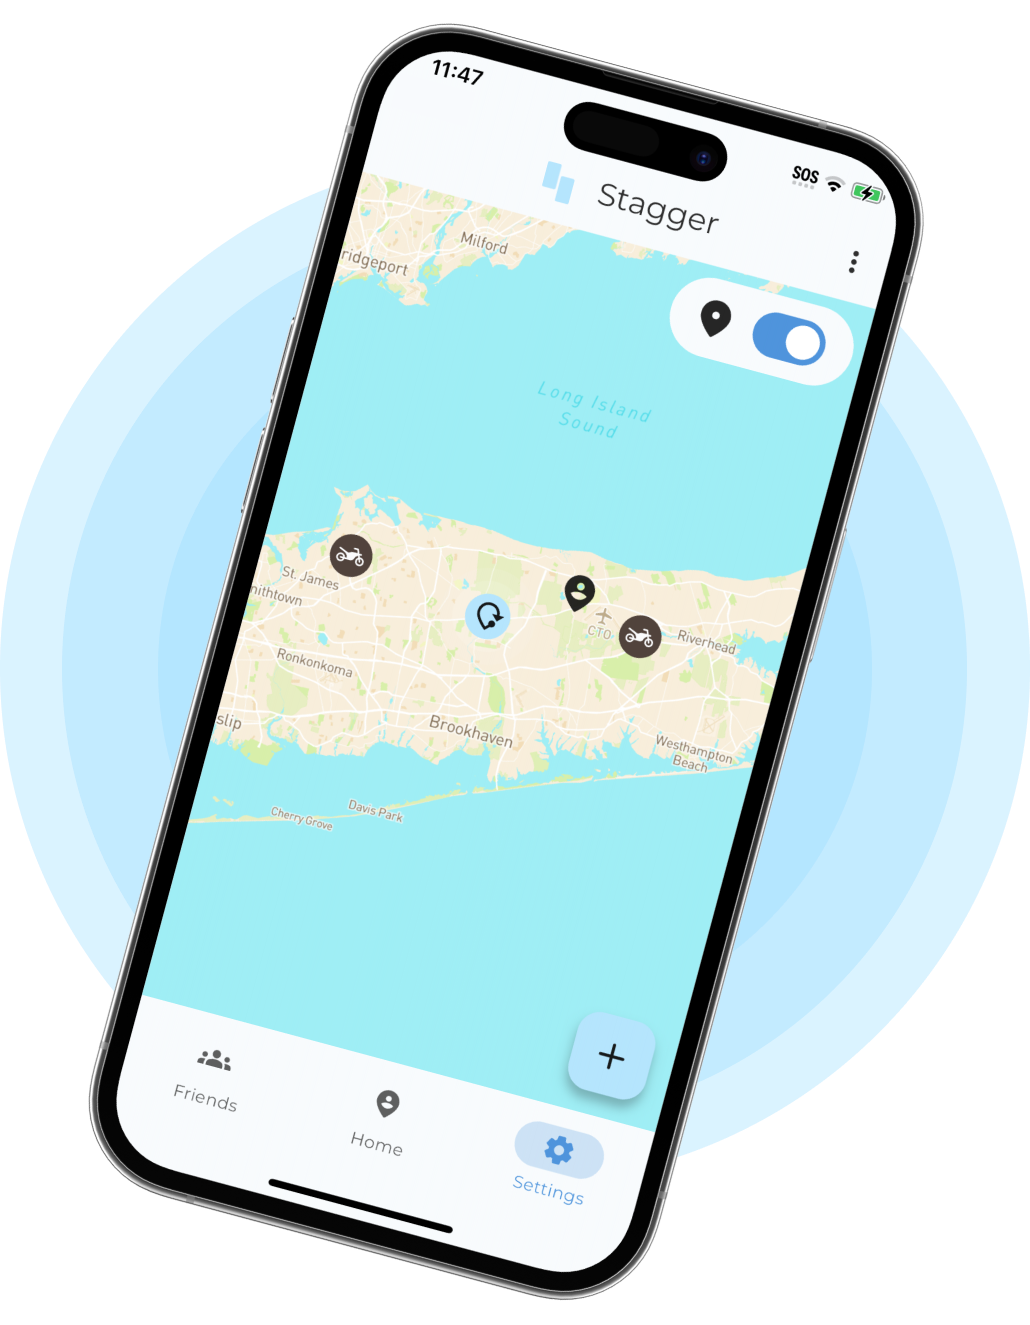 11:47
SOS
Stagger
Milford
ridgeport
Long Island
Sound
St. James
nithtown
CTO
Riverhead
Ronkonkoma
slip
Brookhaven
Westhampton
Beach
Davis Park
Cherry Grove
Friends
Home
Settings